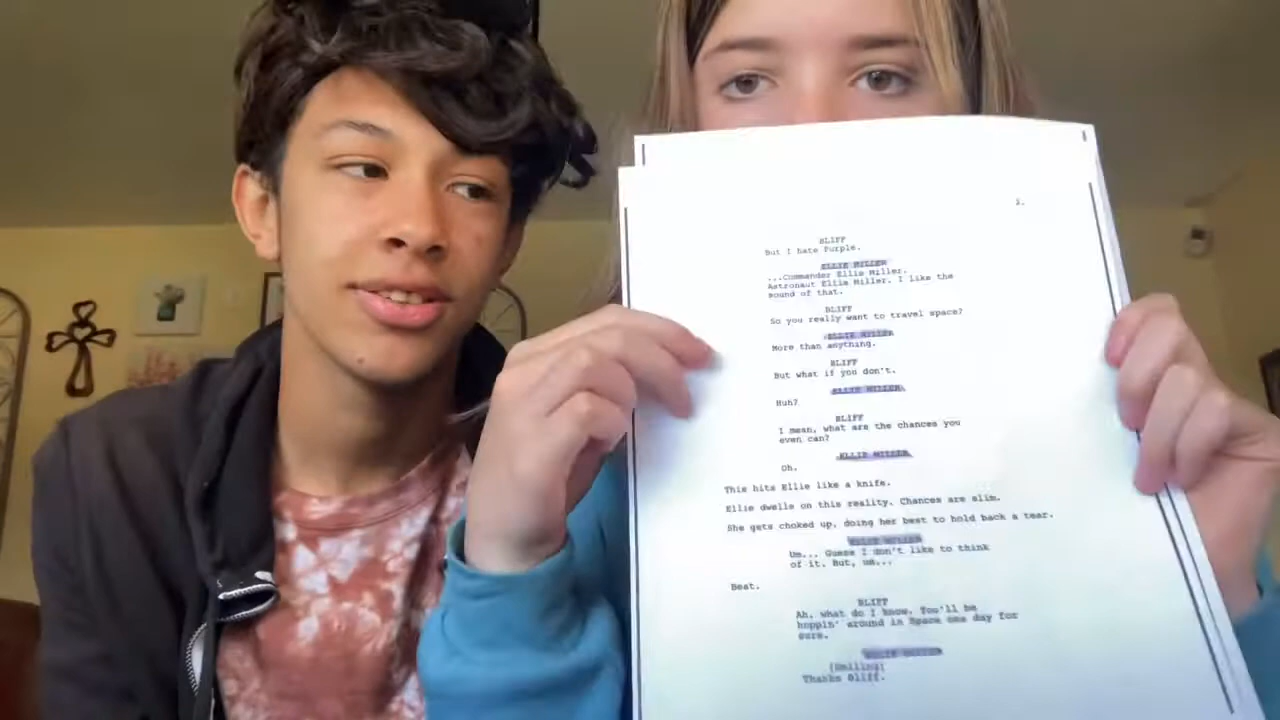 2.
BLIFF
But I hate Purple.
ELLIE MILLER
...Commander Ellie Miller.
Astronaut Ellie Miller. I like the
sound of that.
BLIFF
So you really want to travel space?
ELLIE MILLER
More than anything.
BLIFF
But what if you don't.
ELLIE MILLER
Huh?
BLIFF
I mean, what are the chances you
even can?
ELLIE MILLER
Oh.
This hits Ellie like a knife.
Ellie dwells on this reality. Chances are slim.
She gets choked up, doing her best to hold back a tear.
ELLIE MILLER
Um... Guess I don't like to think
of it. But, um...
Beat.
BLIFF
Ah, what do I know. You'll be
hoppin' around in Space one day for
sure.
ELLIE MILLER
(Smiling)
Thanks Bliff.